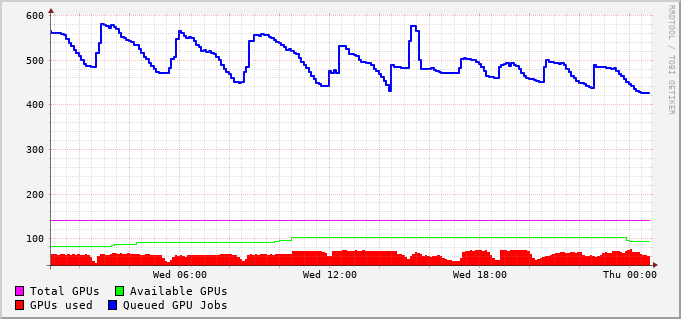 600
500
400
300
200
100
Wed 06:00 Wed 12:00 Wed 18:00 Thu 00:00
Total GPUs Available GPUs
GPUs used Queued GPU Jobs
RRDTOOL / TOBI OETIKER